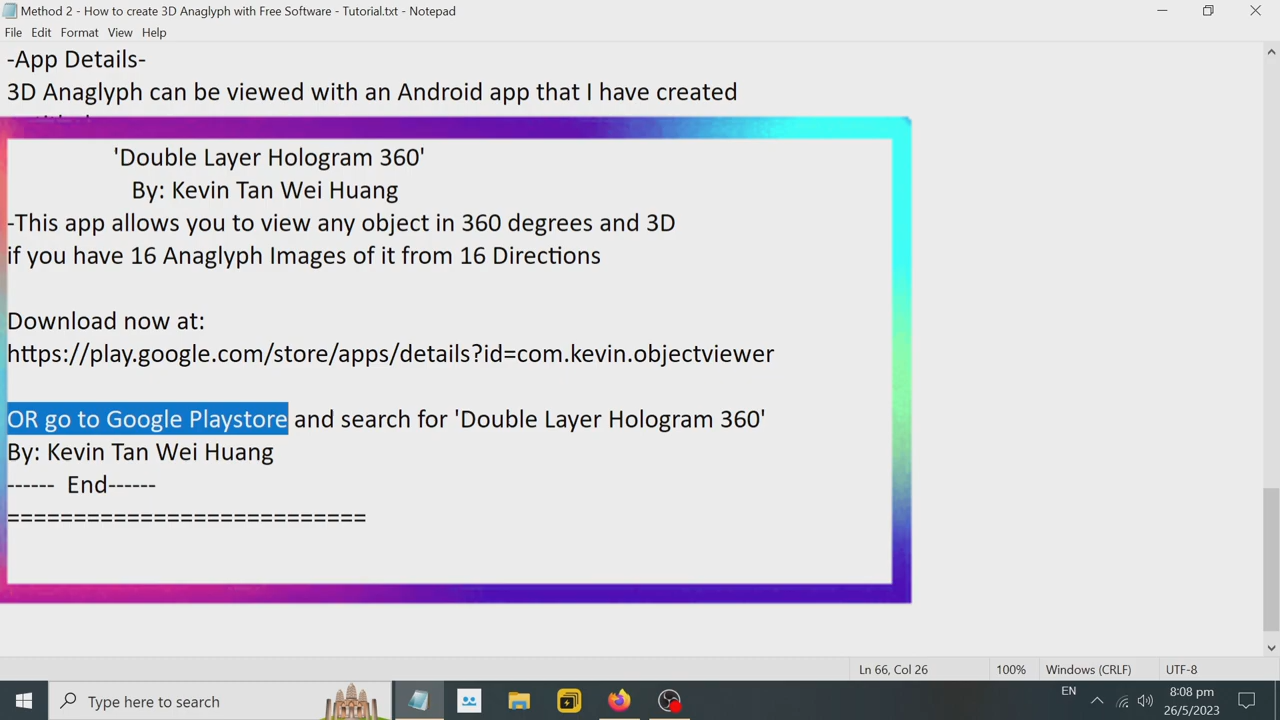 Method 2 - How to create 3D Anaglyph with Free Software - Tutorial.txt - Notepad
File Edit Format View Help
-App Details-
3D Anaglyph can be viewed with an Android app that I have created
'Double Layer Hologram 360'
By: Kevin Tan Wei Huang
-This app allows you to view any object in 360 degrees and 3D
if you have 16 Anaglyph Images of it from 16 Directions
Download now at:
https://play.google.com/store/apps/details?id=com.kevin.objectviewer
OR go to Google Playstore and search for 'Double Layer Hologram 360'
By: Kevin Tan Wei Huang
------ End------
===========================
Ln 66, Col 26 100% Windows (CRLF) UTF-8
Type here to search
EN
8:08 pm
26/5/2023